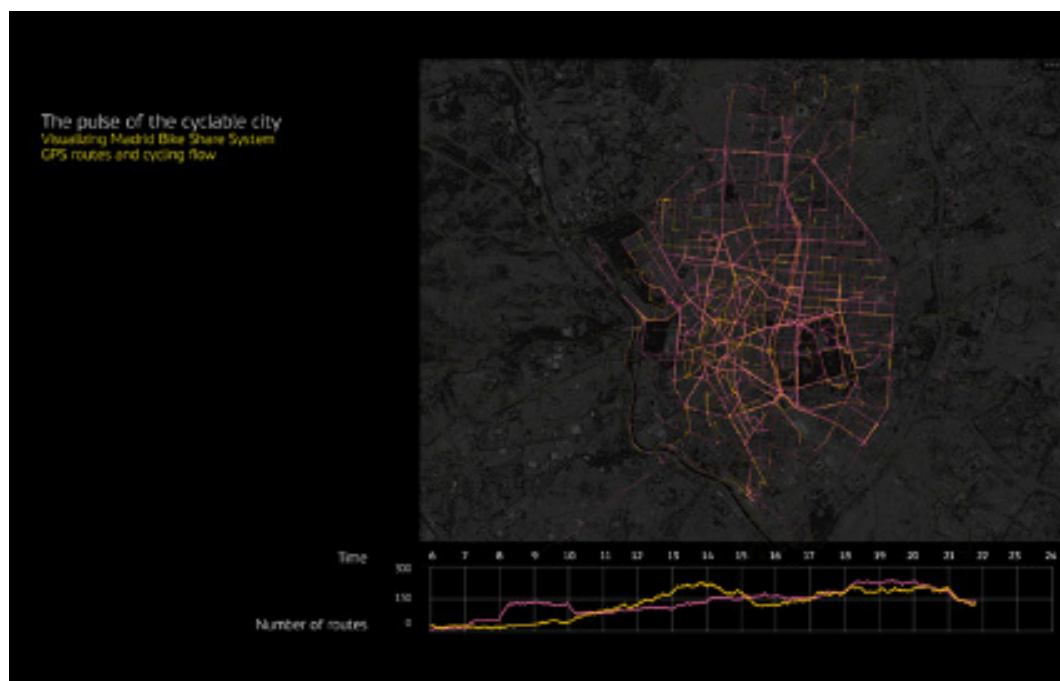 The pulse of the cyclable city
Visualizing Madrid Bike Share System
GPS routes and cycling flow
Time 6 7 8 9 10 11 12 13 14 15 16 17 18 19 20 21 22 23 24
300
150
0
Number of routes